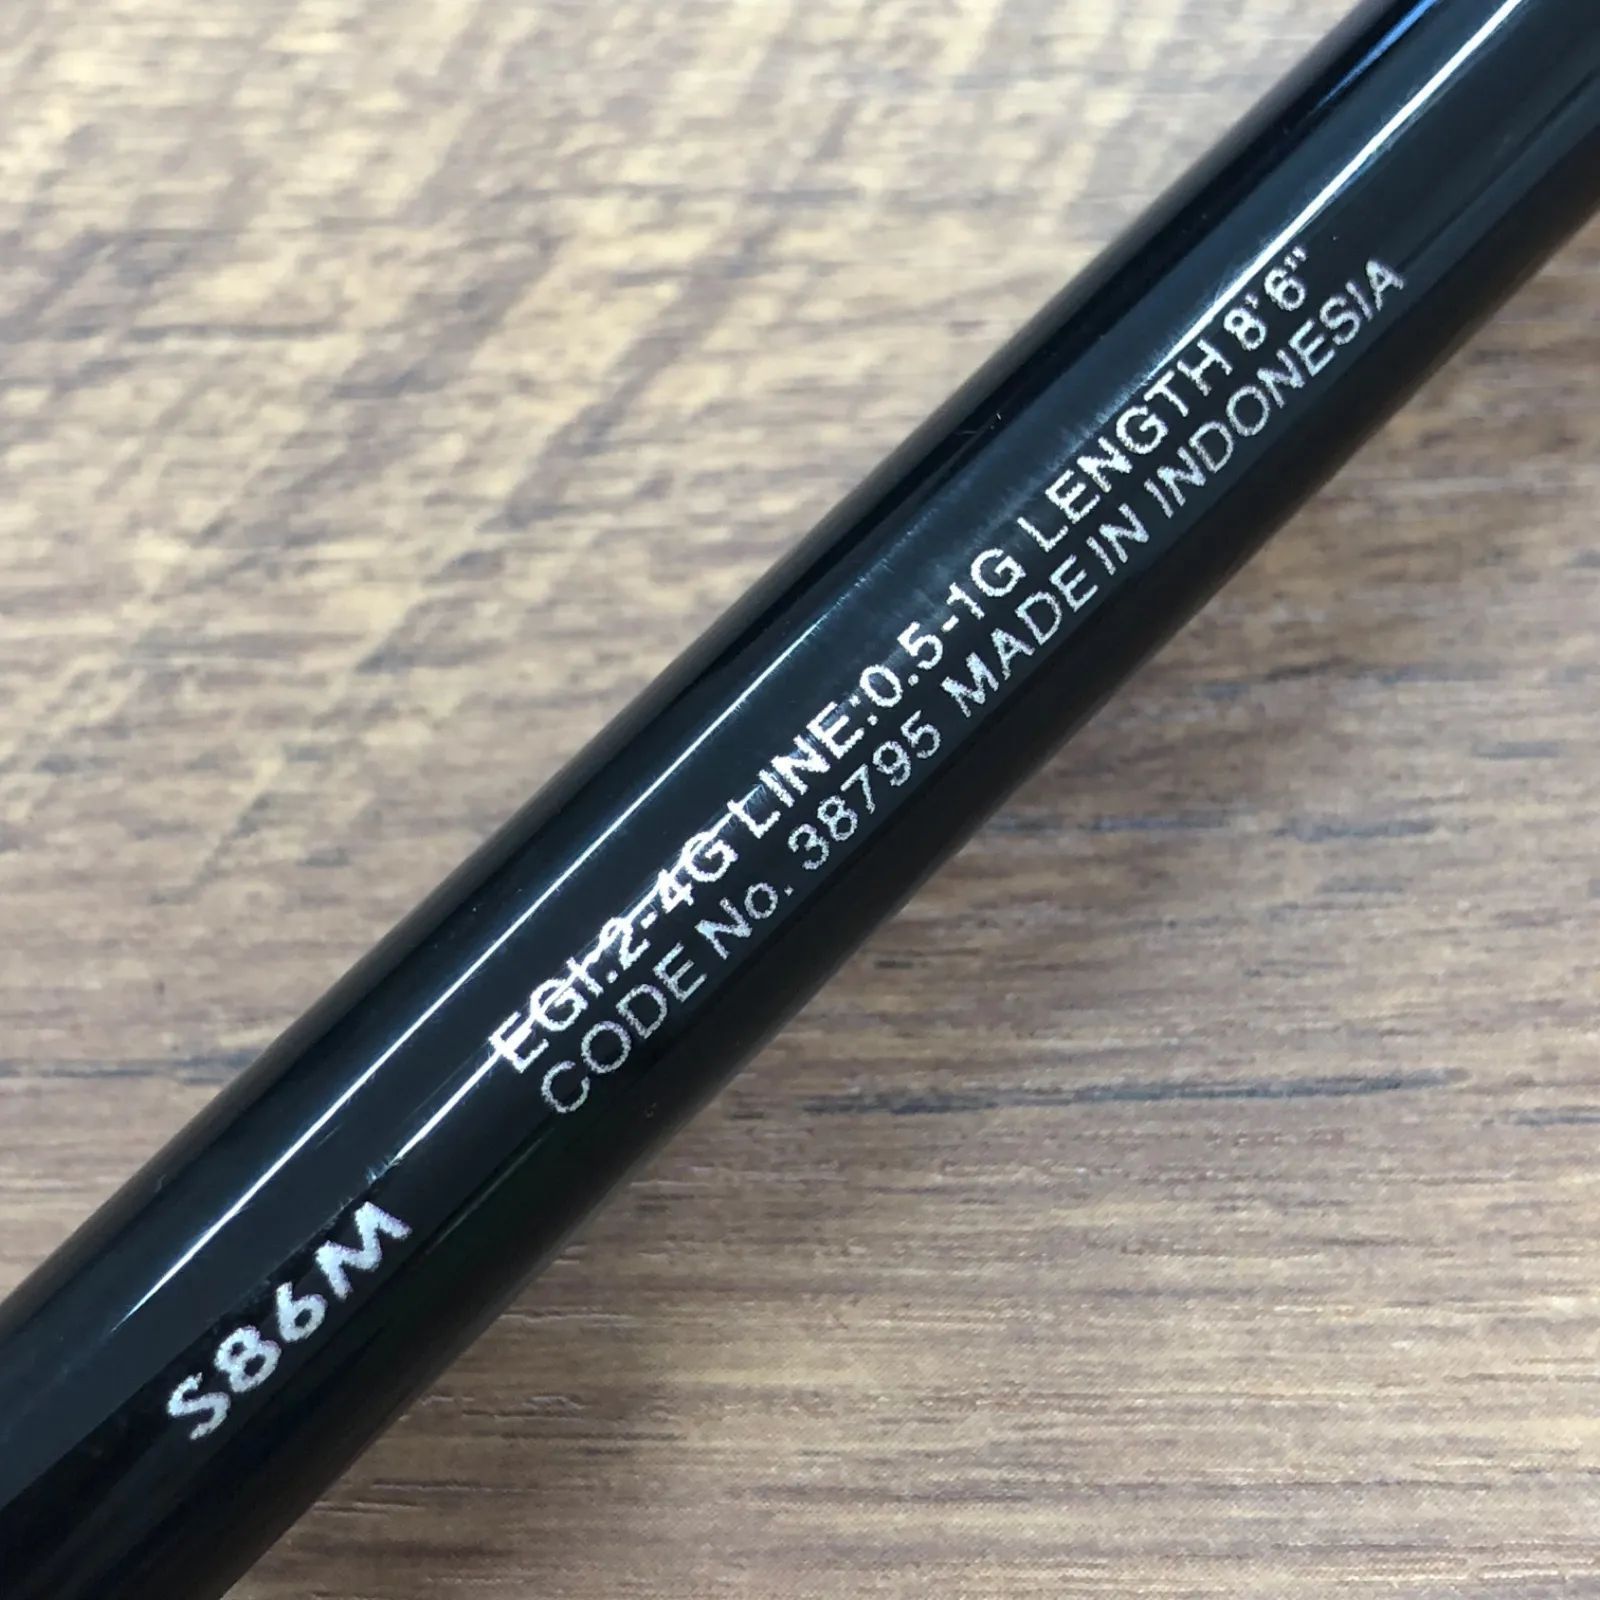 S86M
EGI:2-4G LINE:0.5-1G LENGTH 8'6"
CODE No. 38795 MADE IN INDONESIA